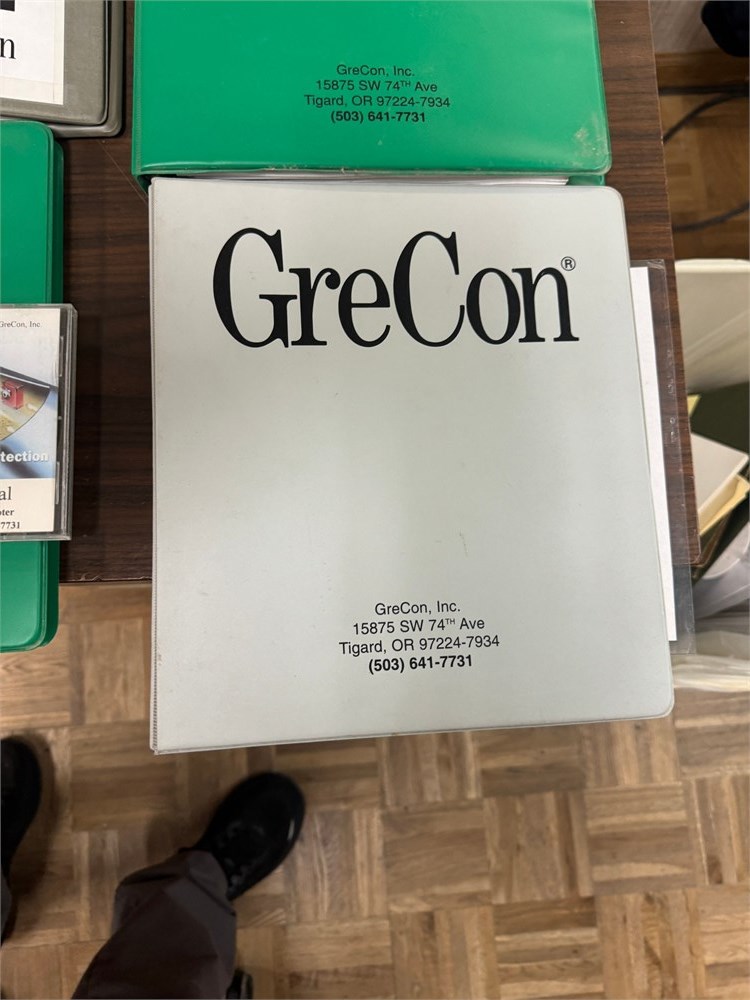 n
GreCon, Inc.
15875 SW 74TH Ave
Tigard, OR 97224-7934
(503) 641-7731
GreCon®
GreCon, Inc.
15875 SW 74TH Ave
Tigard, OR 97224-7934
(503) 641-7731
GreCon, Inc
tection
al
7731